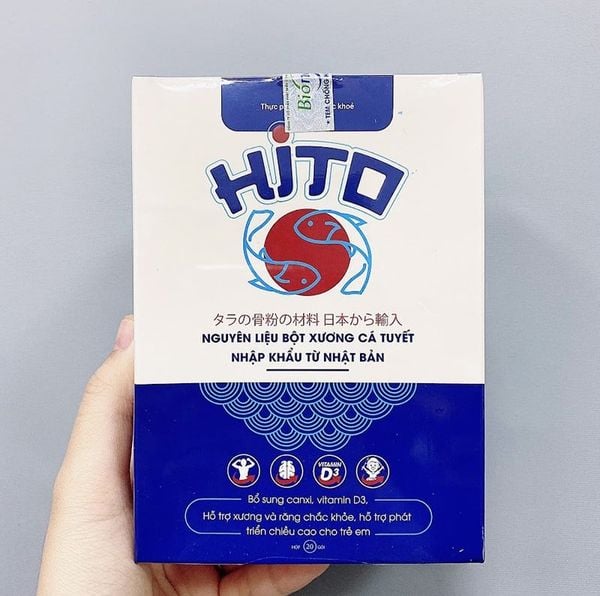 Thực p khoẻ
Bio
TEM CHỐNG
HiTO
タラの骨粉の材料 日本から輸入
NGUYÊN LIỆU BỘT XƯƠNG CÁ TUYẾT
NHẬP KHẨU TỪ NHẬT BẢN
VITAMIN
D3
Bổ sung canxi, vitamin D3,
Hỗ trợ xương và răng chắc khỏe, hỗ trợ phát
triển chiều cao cho trẻ em
HỘP 20 GÓI